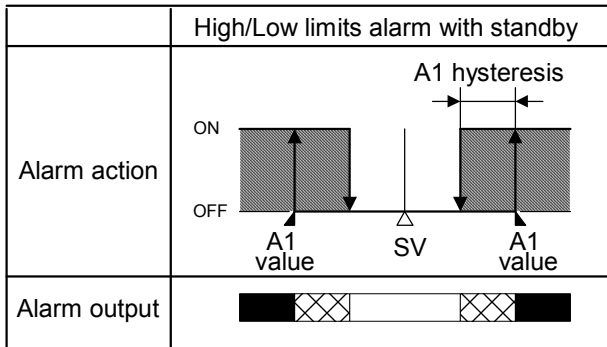 High/Low limits alarm with standby
Alarm action
A1 hysteresis
ON
OFF
A1
value
SV
A1
value
Alarm output